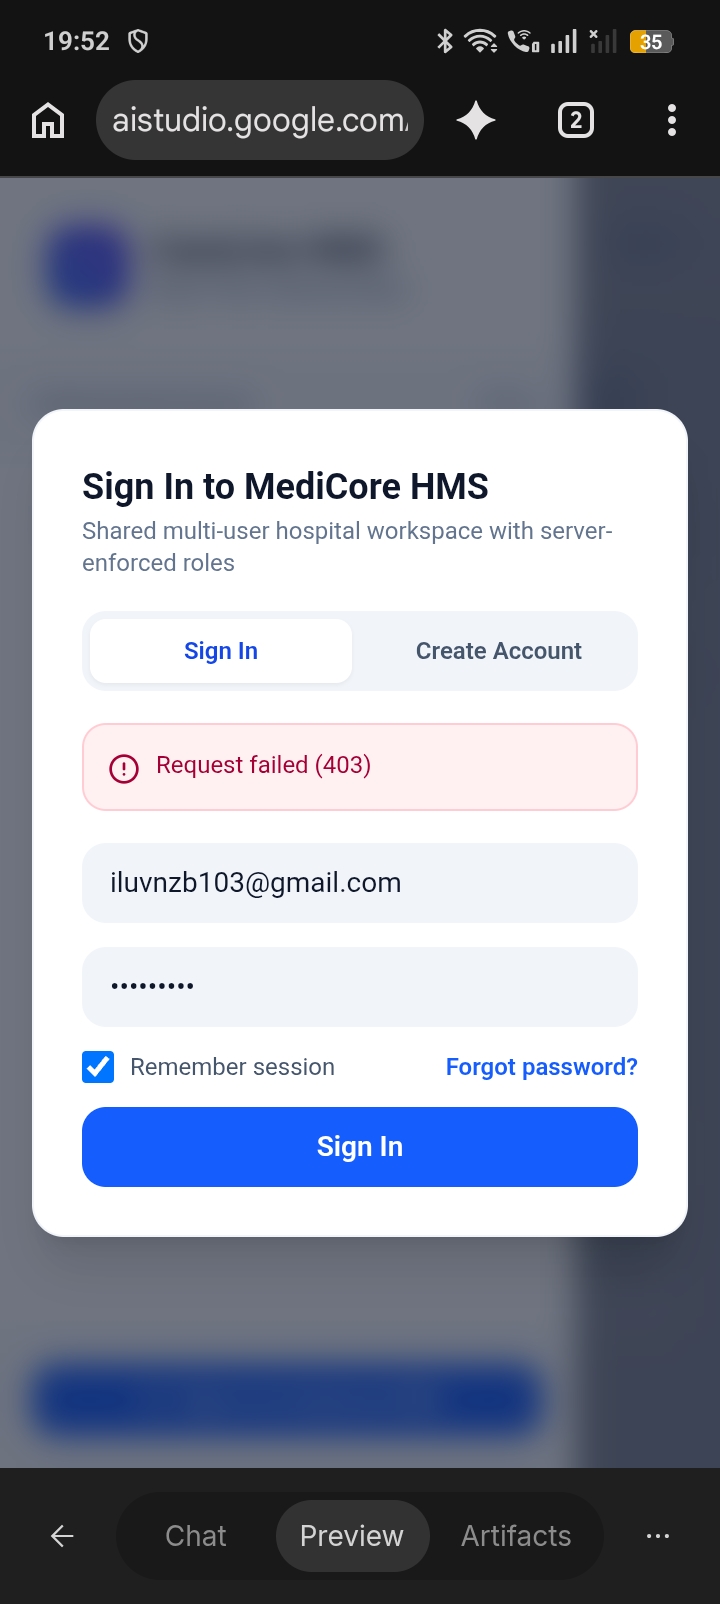 19:52
35
aistudio.google.com/
2
Sign In to MediCore HMS
Shared multi-user hospital workspace with server-
enforced roles
Sign In
Create Account
Request failed (403)
iluvnzb103@gmail.com
•••••••••
Remember session
Forgot password?
Sign In
Chat
Preview
Artifacts